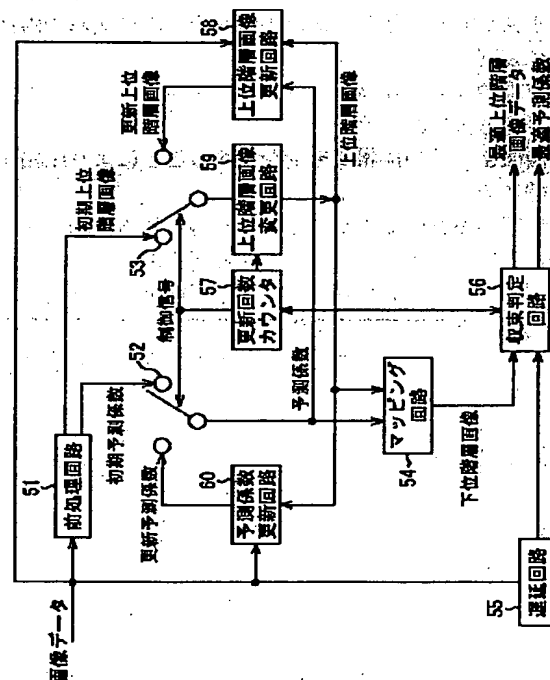 画像データ
51
前処理回路
初期上位
階層画像
初期予測係数
更新上位
階層画像
53
52
制御信号
更新予測係数
58
上位階層画像
更新回路
59
上位階層画像
変更回路
57
更新回数
カウンタ
60
予測係数
更新回路
予測係数
上位階層画像
マッピング
回路
54
下位階層画像
56
収束判定
回路
55
遅延回路
最適上位階層
画像データ
最適予測係数